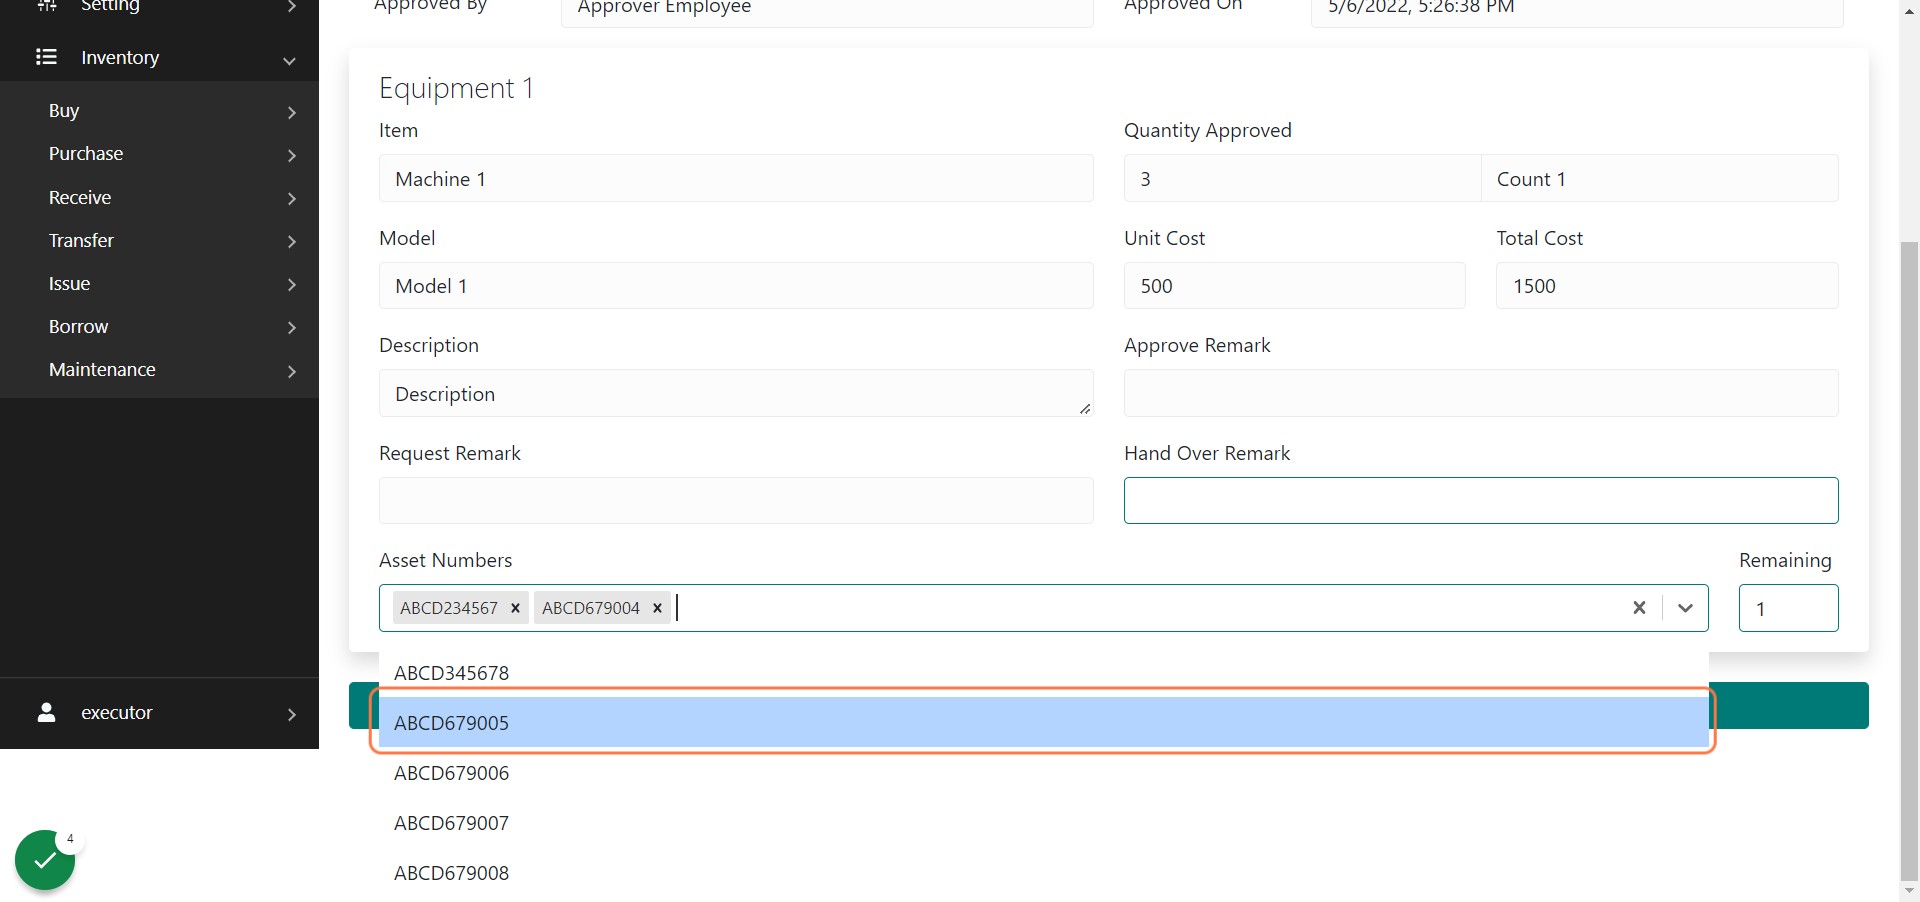 Setting
Inventory
Buy
Purchase
Receive
Transfer
Issue
Borrow
Maintenance
executor
4
Approved By
Approver Employee
Approved On
5/6/2022, 5:26:38 PM
Equipment 1
Item
Quantity Approved
Machine 1
3
Count 1
Model
Unit Cost
Total Cost
Model 1
500
1500
Description
Approve Remark
Description
Request Remark
Hand Over Remark
Asset Numbers
Remaining
ABCD234567
ABCD679004
1
ABCD345678
ABCD679005
ABCD679006
ABCD679007
ABCD679008